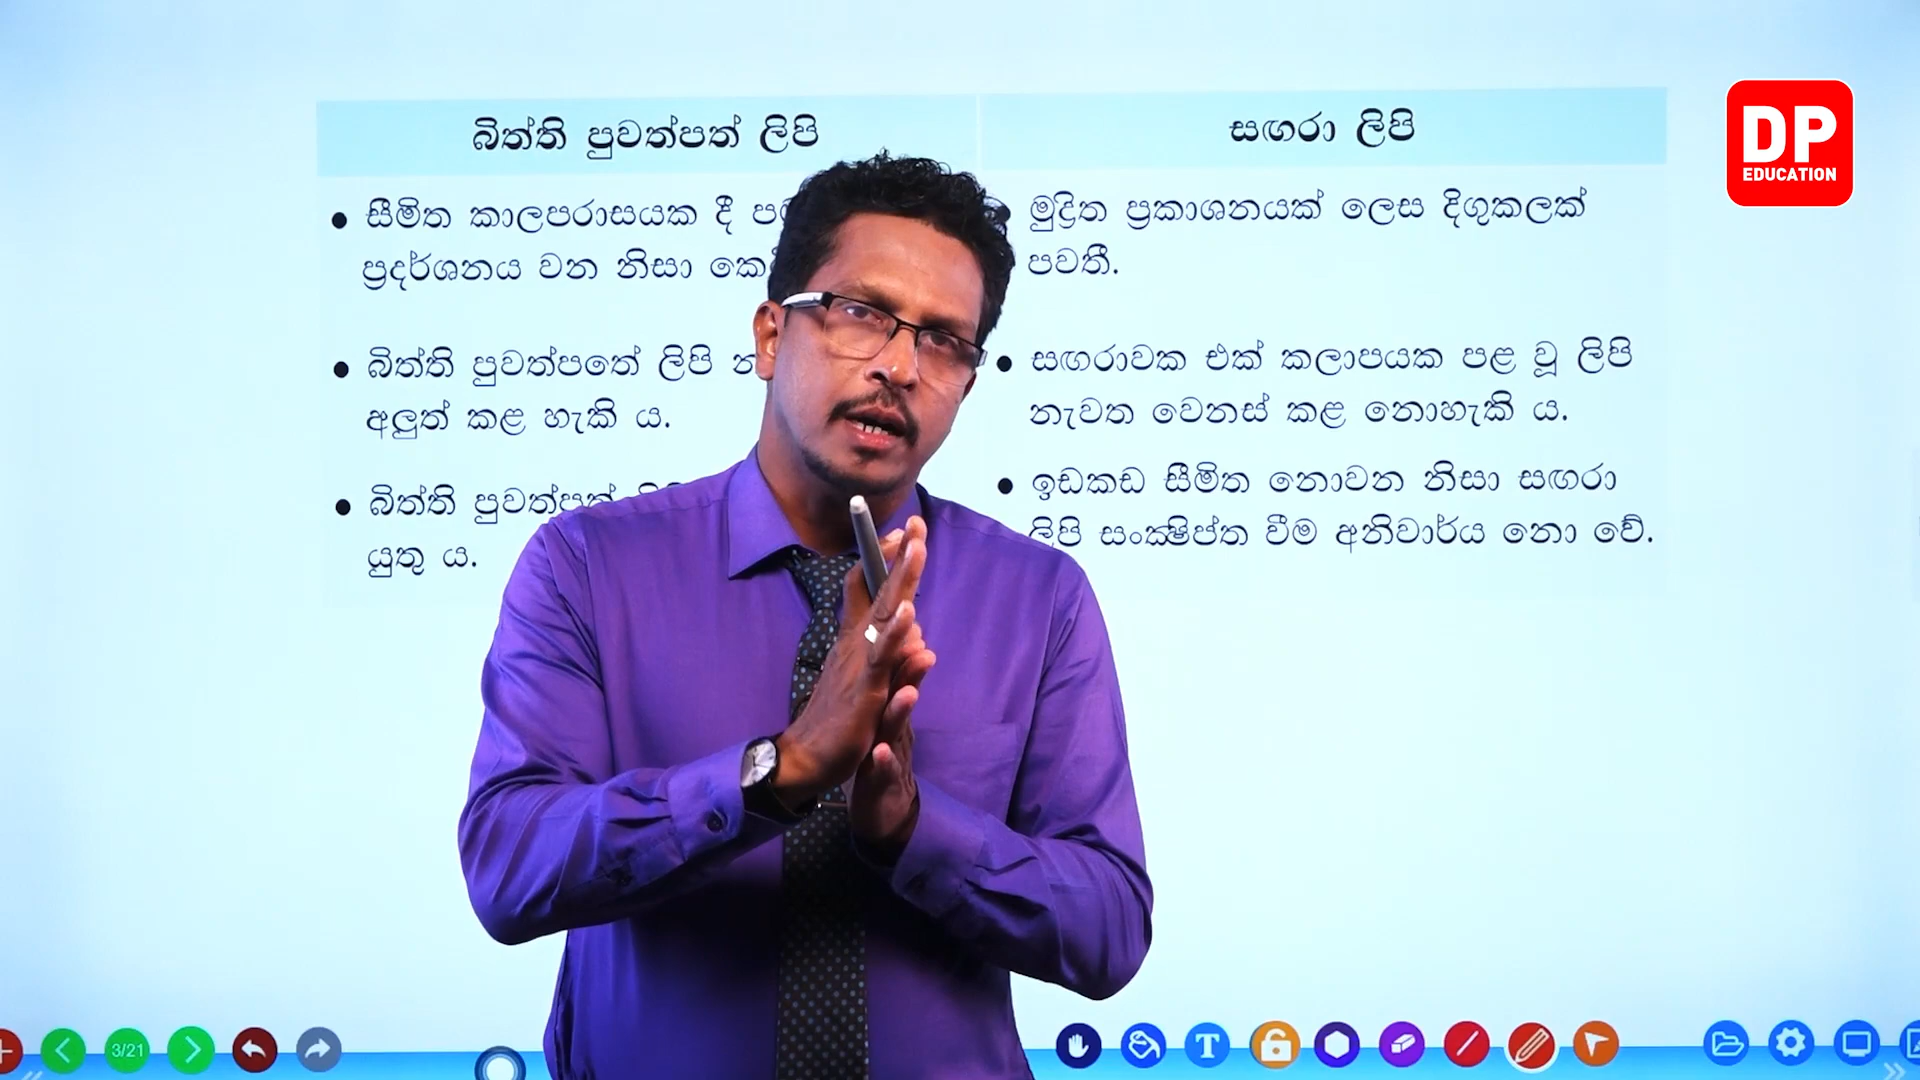 බිත්ති පුවත්පත් ලිපි
සීමිත කාලපරාසයක දී
ප්‍රදර්ශනය වන නිසා
බිත්ති පුවත්පතේ ලිපි
අලුත් කළ හැකි ය.
බිත්ති පුවත්පත්
යුතු ය.
සඟරා ලිපි
මුද්‍රිත ප්‍රකාශනයක් ලෙස දිගුකලක්
පවතී.
සඟරාවක එක් කලාපයක පළ වූ ලිපි
නැවත වෙනස් කළ නොහැකි ය.
ඉඩකඩ සීමිත නොවන නිසා සඟරා
ලිපි සංක්‍ෂිප්ත වීම අනිවාර්ය නො වේ.
DP
EDUCATION
3/21
T